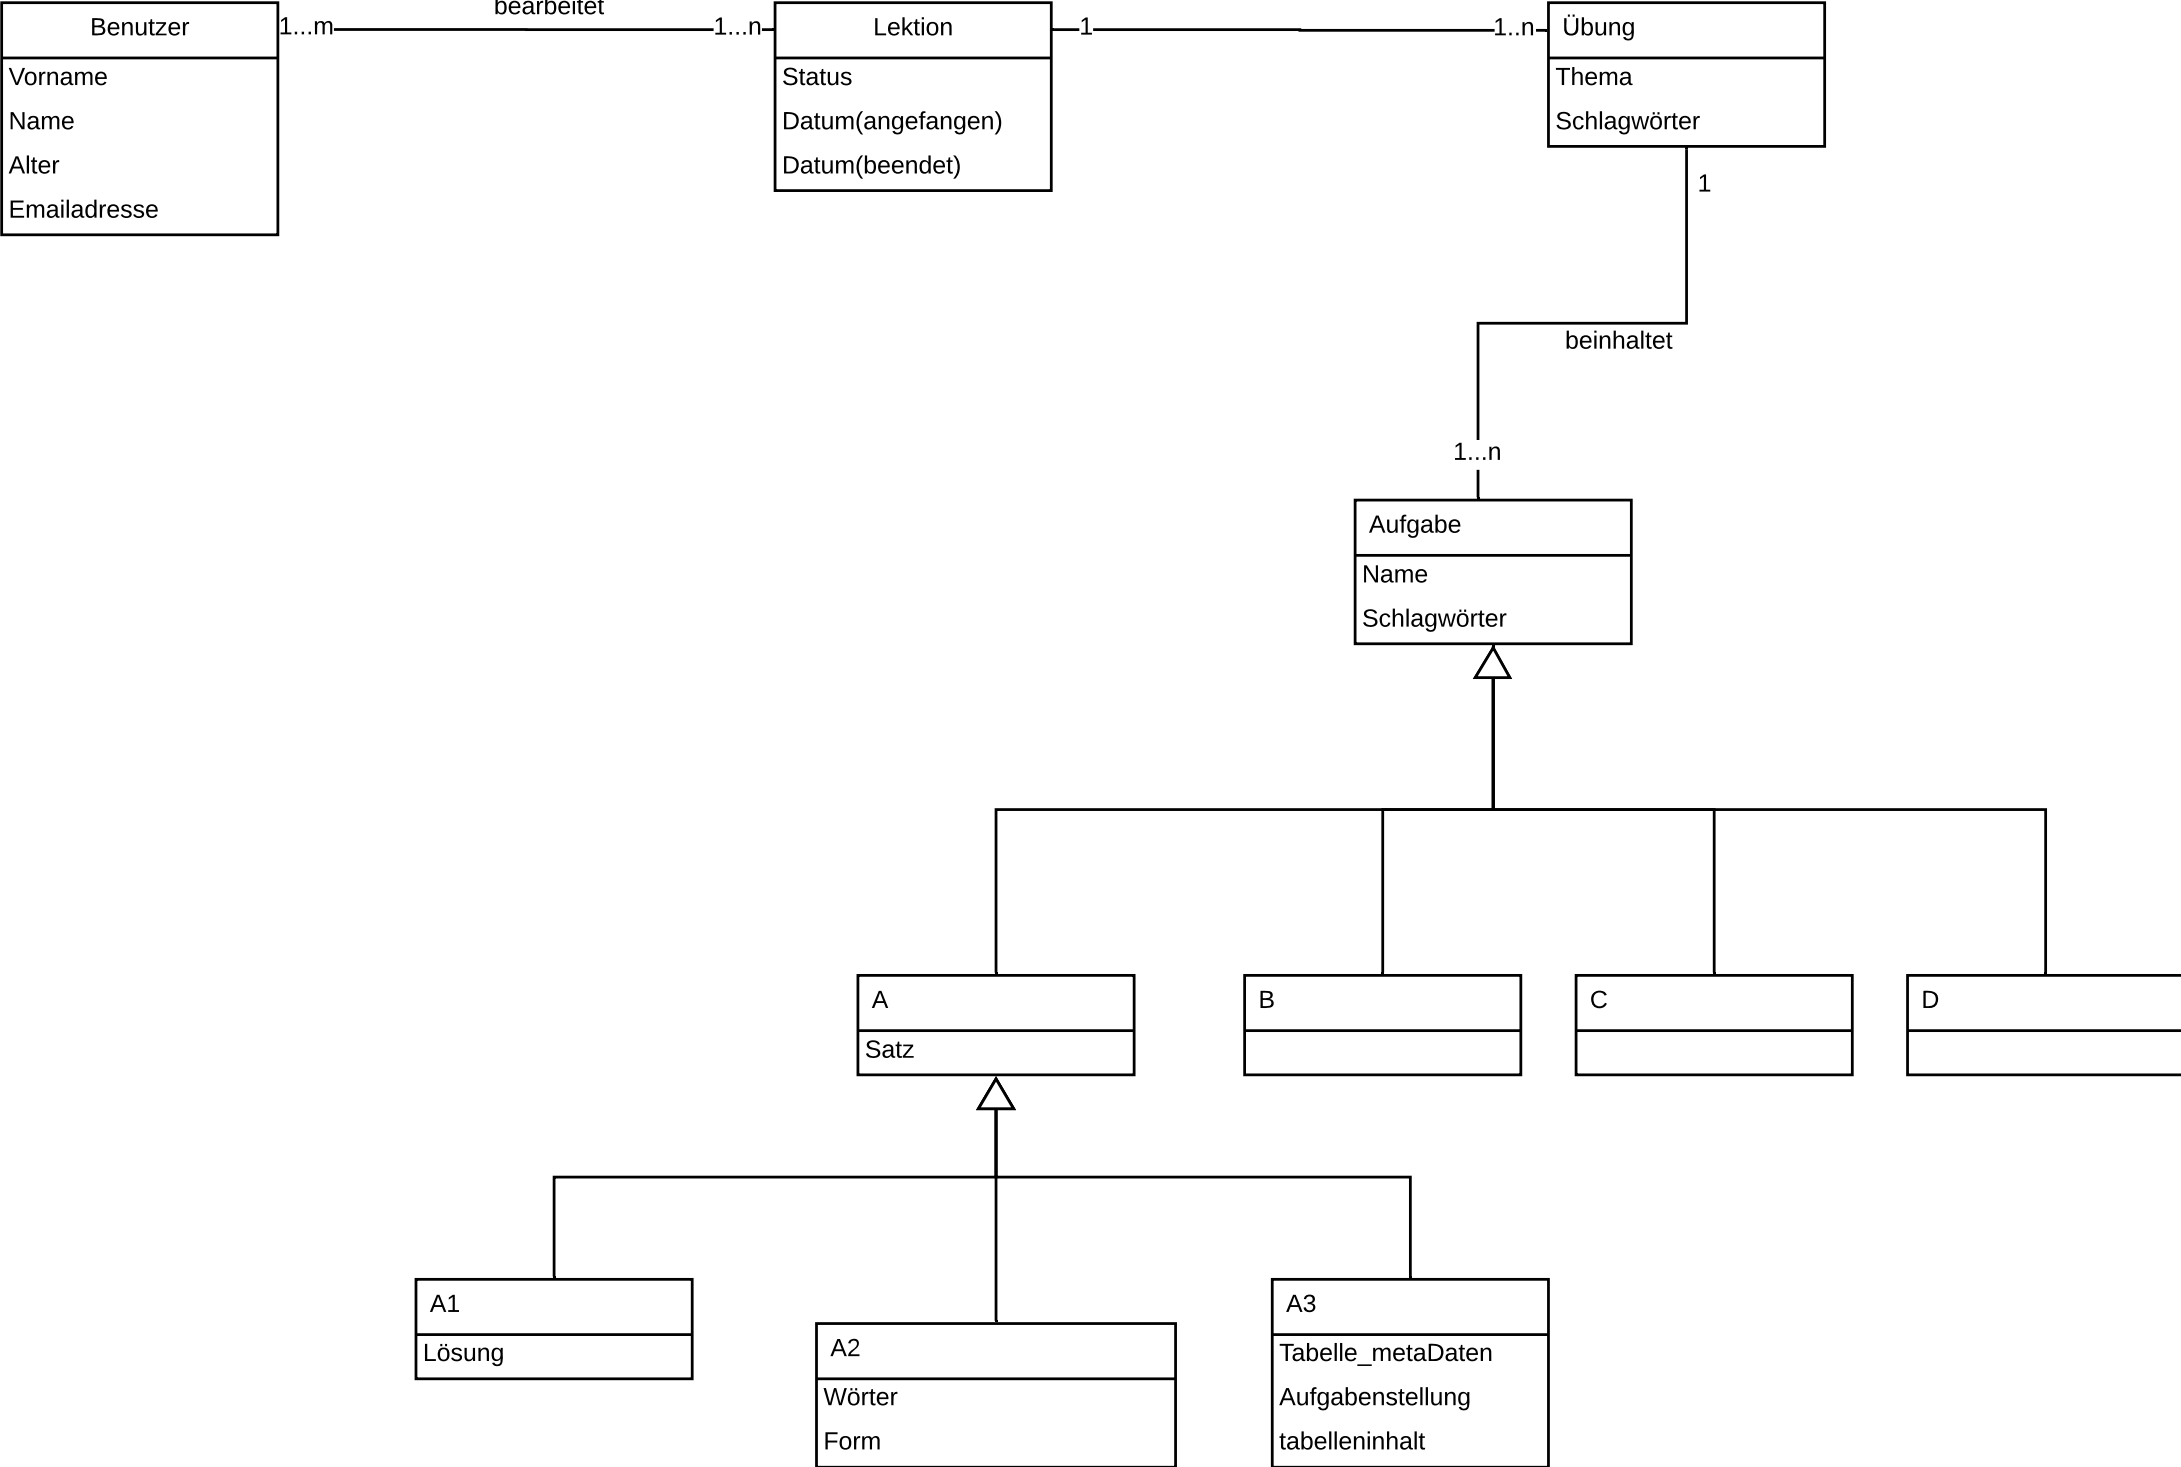 bearbeitet
Benutzer
1...m
1...n
Lektion
1
1..n
Übung
Vorname
Name
Alter
Emailadresse
Status
Datum(angefangen)
Datum(beendet)
Thema
Schlagwörter
1
beinhaltet
1...n
Aufgabe
Name
Schlagwörter
A
Satz
B
C
D
A1
Lösung
A2
Wörter
Form
A3
Tabelle_metaDaten
Aufgabenstellung
tabelleninhalt